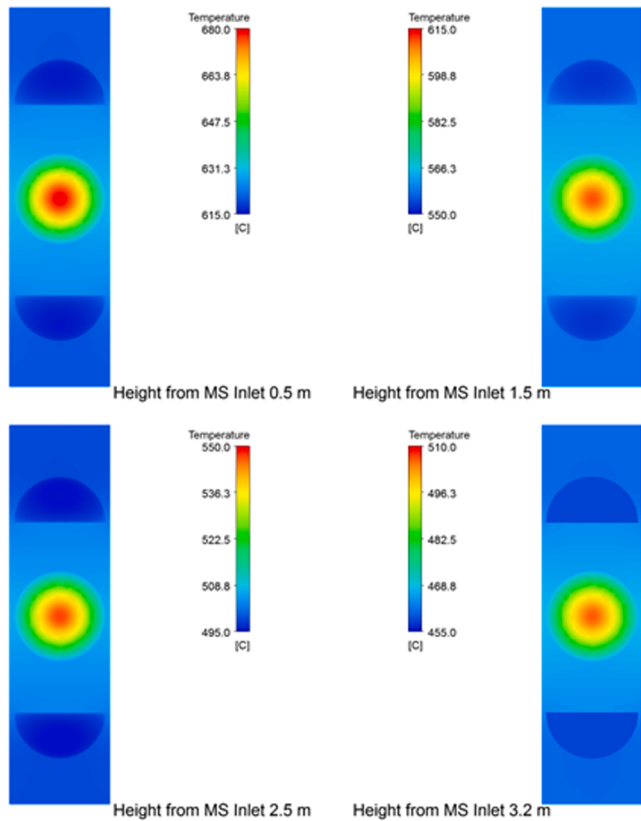 Temperature
680.0
663.8
647.5
631.3
615.0
[C]
Height from MS Inlet 0.5 m
Temperature
615.0
598.8
582.5
566.3
550.0
[C]
Height from MS Inlet 1.5 m
Temperature
550.0
536.3
522.5
508.8
495.0
[C]
Height from MS Inlet 2.5 m
Temperature
510.0
496.3
482.5
468.8
455.0
[C]
Height from MS Inlet 3.2 m